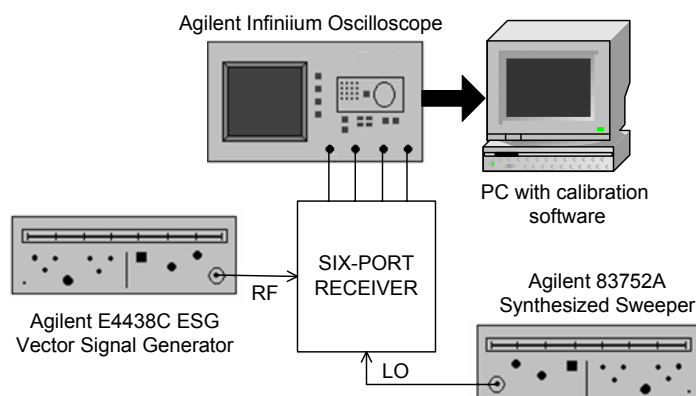 Agilent Infiniium Oscilloscope
PC with calibration
software
SIX-PORT
RECEIVER
RF
Agilent E4438C ESG
Vector Signal Generator
Agilent 83752A
Synthesized Sweeper
LO